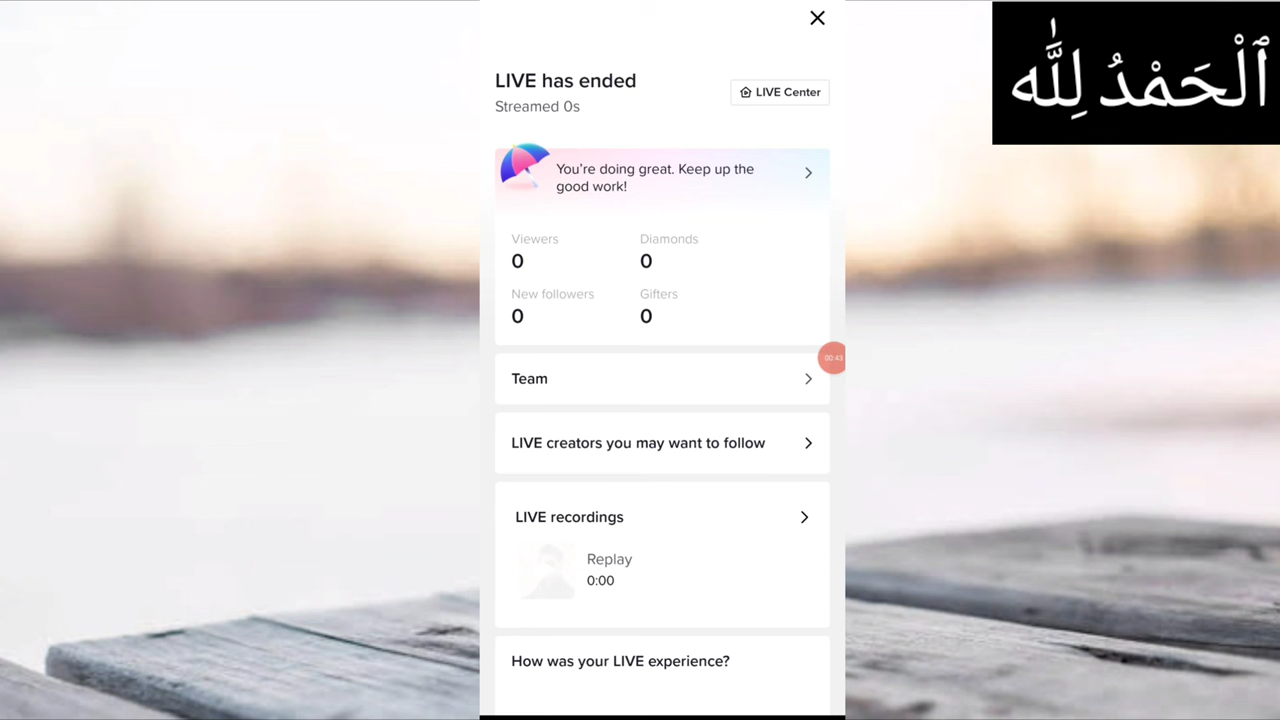 LIVE has ended
Streamed 0s
LIVE Center
ٱلْحَمْدُ لِلَّٰه
You're doing great. Keep up the
good work!
Viewers
0
Diamonds
0
New followers
0
Gifters
0
00:43
Team
LIVE creators you may want to follow
LIVE recordings
Replay
0:00
How was your LIVE experience?